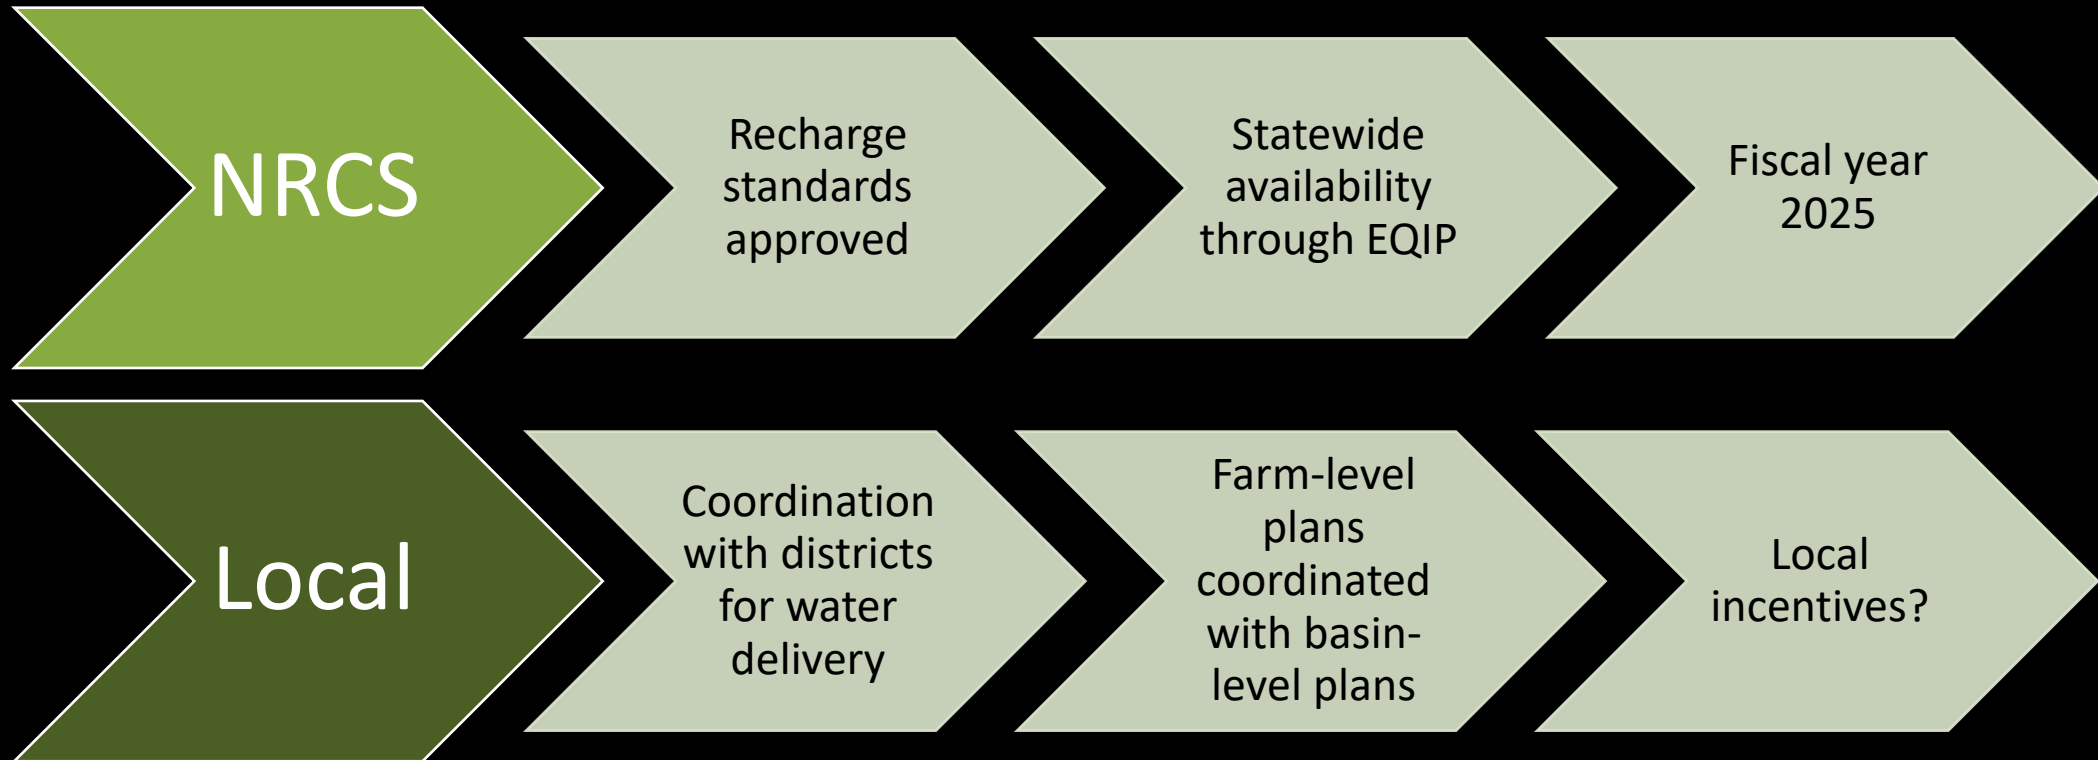 NRCS
Recharge
standards
approved
Statewide
availability
through EQIP
Fiscal year
2025
Local
Coordination
with districts
for water
delivery
Farm-level
plans
coordinated
with basin-
level plans
Local
incentives?